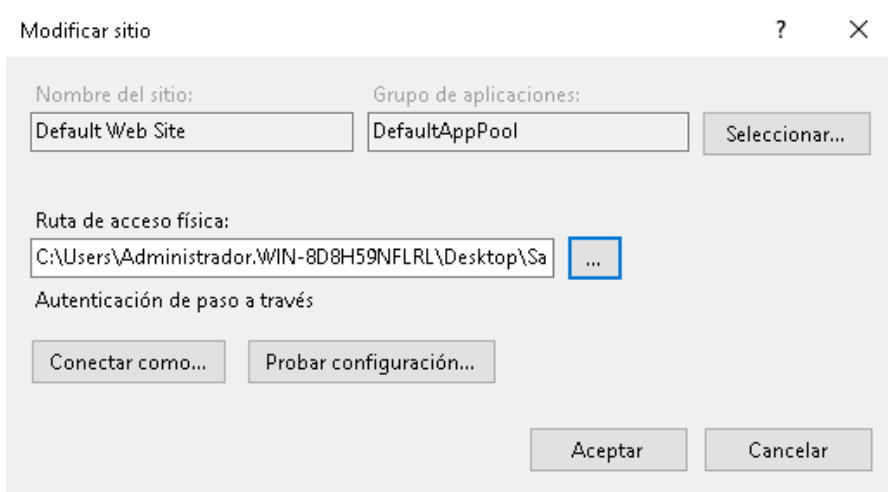 Modificar sitio ?
Nombre del sitio: Grupo de aplicaciones:
Default Web Site DefaultAppPool Seleccionar...
Ruta de acceso física:
C:\Users\Administrador.WIN-8D8H59NFLRL\Desktop\Sa ...
Autenticación de paso a través
Conectar como... Probar configuración...
Aceptar Cancelar